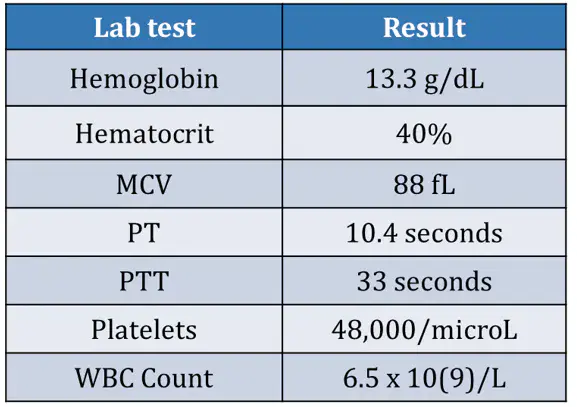 Lab test Result
Hemoglobin 13.3 g/dL
Hematocrit 40%
MCV 88 fL
PT 10.4 seconds
PTT 33 seconds
Platelets 48,000/microL
WBC Count 6.5 x 10(9)/L